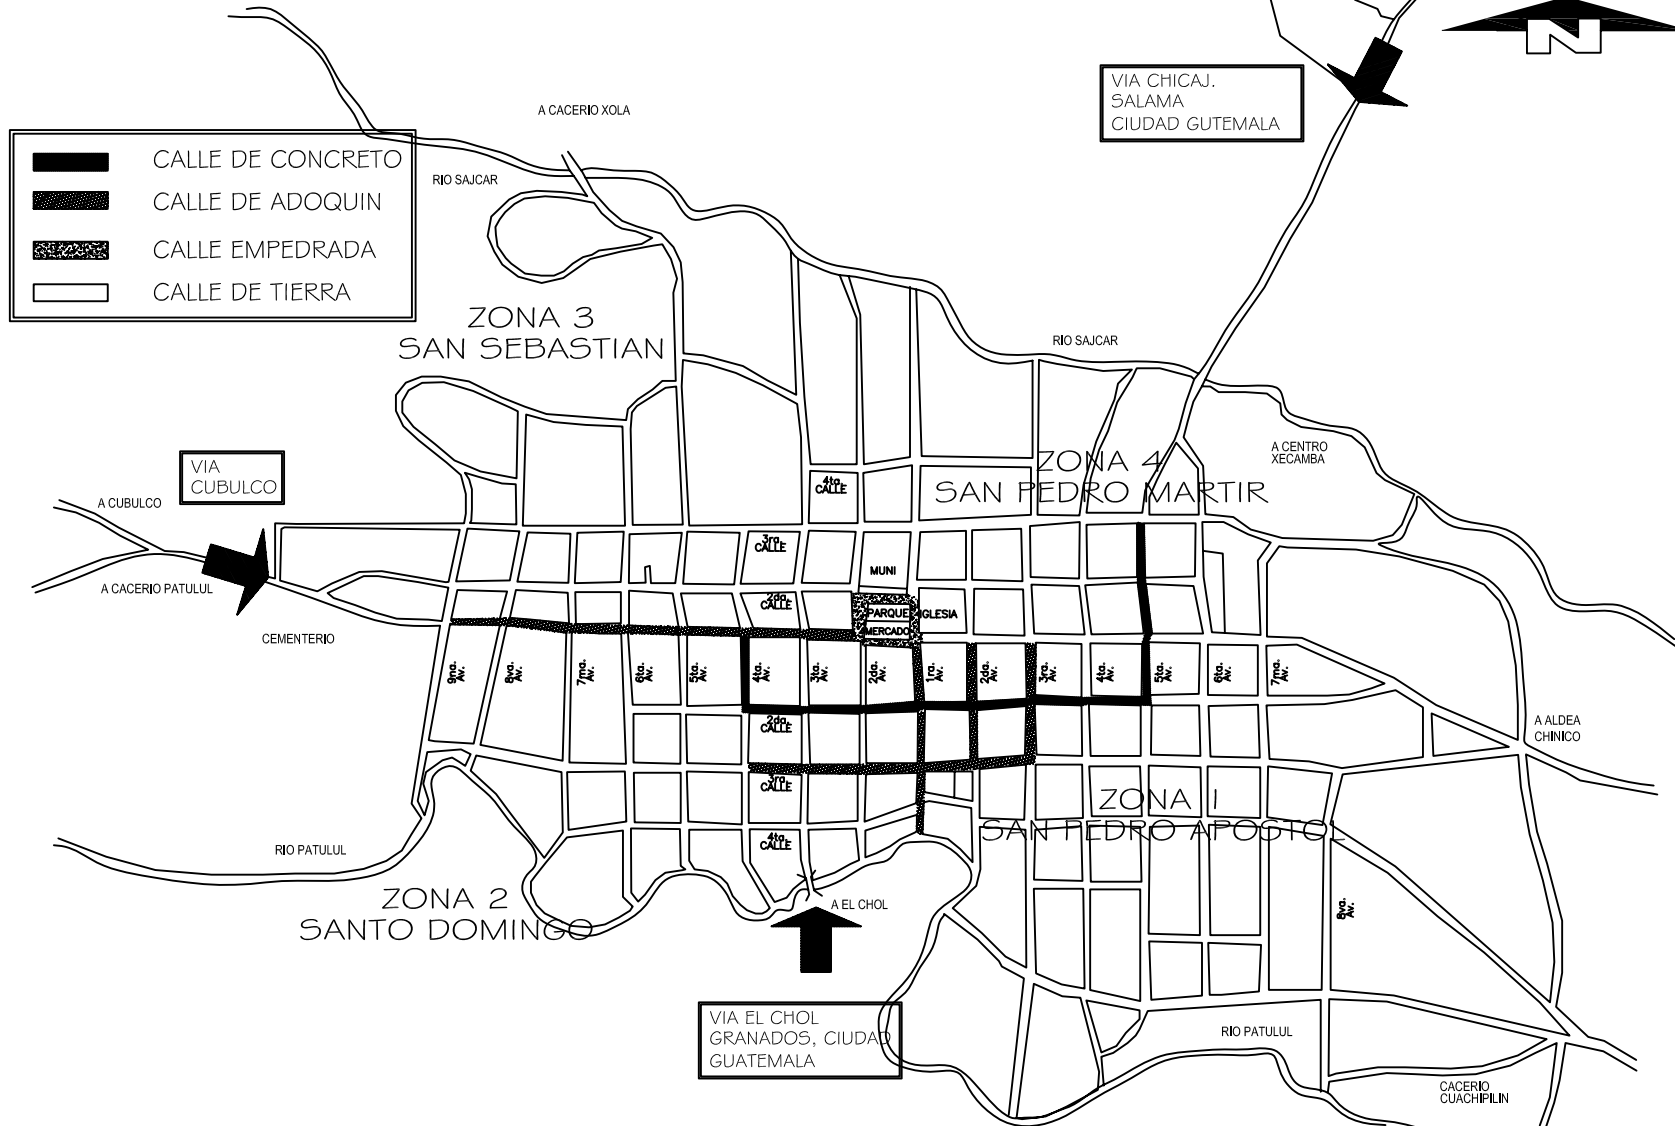 N
VIA CHICAJ.
SALAMA
CIUDAD GUTEMALA
A CACERIO XOLA
CALLE DE CONCRETO
CALLE DE ADOQUIN
CALLE EMPEDRADA
CALLE DE TIERRA
RIO SAJCAR
ZONA 3
SAN SEBASTIAN
RIO SAJCAR
VIA
CUBULCO
A CUBULCO
A CENTRO
XECAMBA
ZONA 4
SAN PEDRO MARTIR
4ta.
CALLE
3ra.
CALLE
MUNI
A CACERIO PATULUL
2da.
CALLE
PARQUE
IGLESIA
MERCADO
CEMENTERIO
9na.
Av.
8va.
Av.
7ma.
Av.
6ta.
Av.
5ta.
Av.
4ta.
Av.
3ta.
Av.
2da.
Av.
1ra.
Av.
2da.
Av.
3ra.
Av.
4ta.
Av.
5ta.
Av.
6ta.
Av.
7ma.
Av.
2da.
CALLE
A ALDEA
CHINICO
3ra.
CALLE
ZONA 1
SAN PEDRO APOSTOL
4ta.
CALLE
RIO PATULUL
ZONA 2
SANTO DOMINGO
A EL CHOL
8va.
Av.
VIA EL CHOL
GRANADOS, CIUDAD
GUATEMALA
RIO PATULUL
CACERIO
CUACHIPILIN